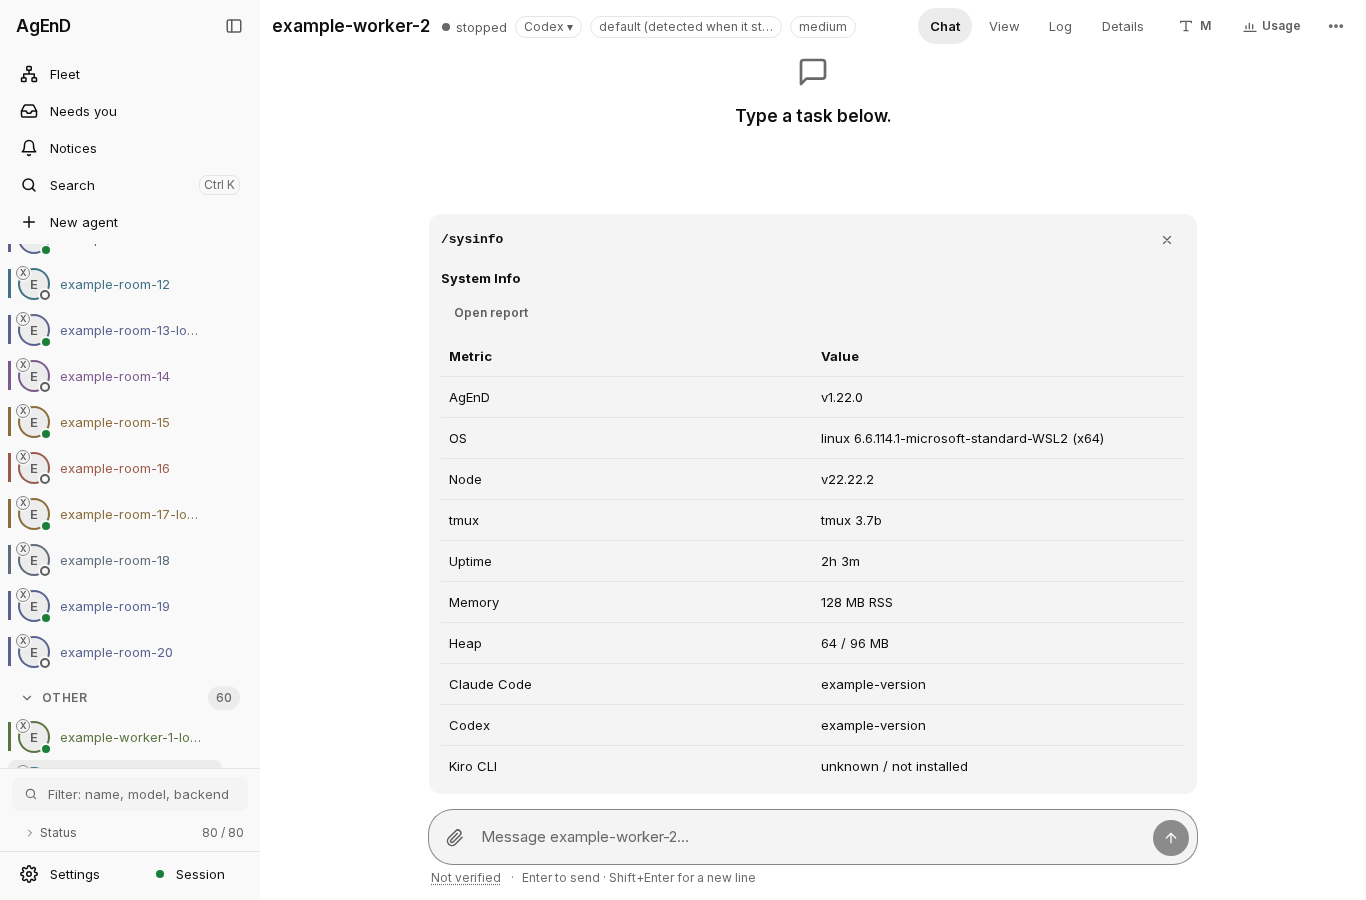 AgEnD
Fleet
Needs you
Notices
Search
Ctrl K
New agent
X
E
example-room-12
X
E
example-room-13-lo…
X
E
example-room-14
X
E
example-room-15
X
E
example-room-16
X
E
example-room-17-lo…
X
E
example-room-18
X
E
example-room-19
X
E
example-room-20
OTHER
60
X
E
example-worker-1-lo…
Filter: name, model, backend
Status
80 / 80
Settings
Session
example-worker-2
stopped
Codex ▾
default (detected when it st…
medium
Chat
View
Log
Details
M
Usage
Type a task below.
/sysinfo
System Info
Open report
Metric Value
AgEnD v1.22.0
OS linux 6.6.114.1-microsoft-standard-WSL2 (x64)
Node v22.22.2
tmux tmux 3.7b
Uptime 2h 3m
Memory 128 MB RSS
Heap 64 / 96 MB
Claude Code example-version
Codex example-version
Kiro CLI unknown / not installed
Message example-worker-2...
Not verified · Enter to send · Shift+Enter for a new line